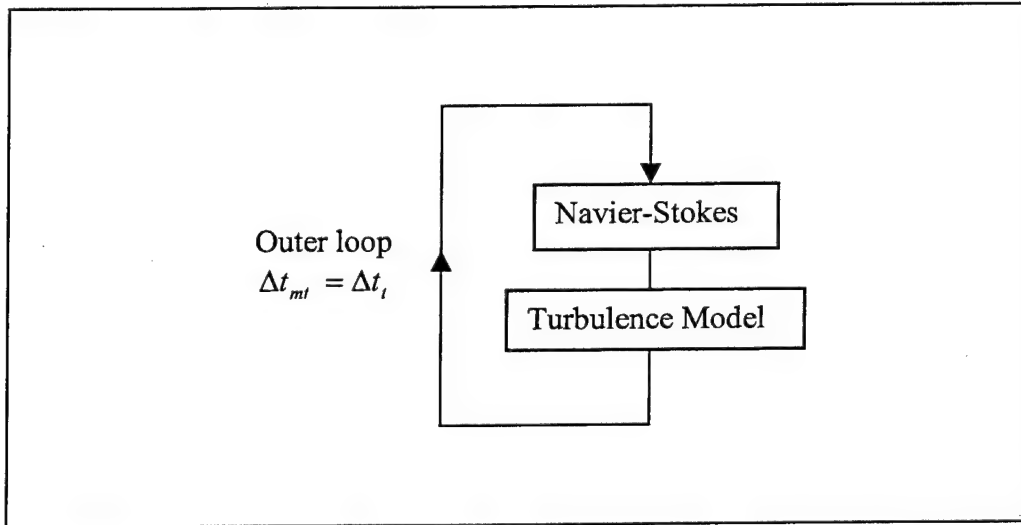 Navier-Stokes
Outer loop
Δt_mt = Δt_t
Turbulence Model